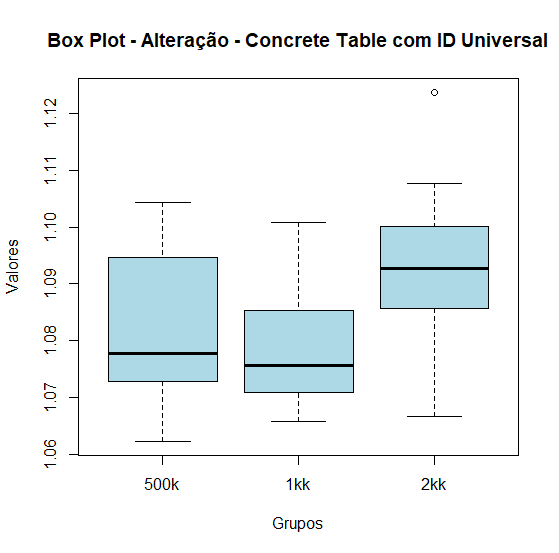 Box Plot - Alteração - Concrete Table com ID Universal
Valores
1.12
1.11
1.10
1.09
1.08
1.07
1.06
500k
1kk
2kk
Grupos